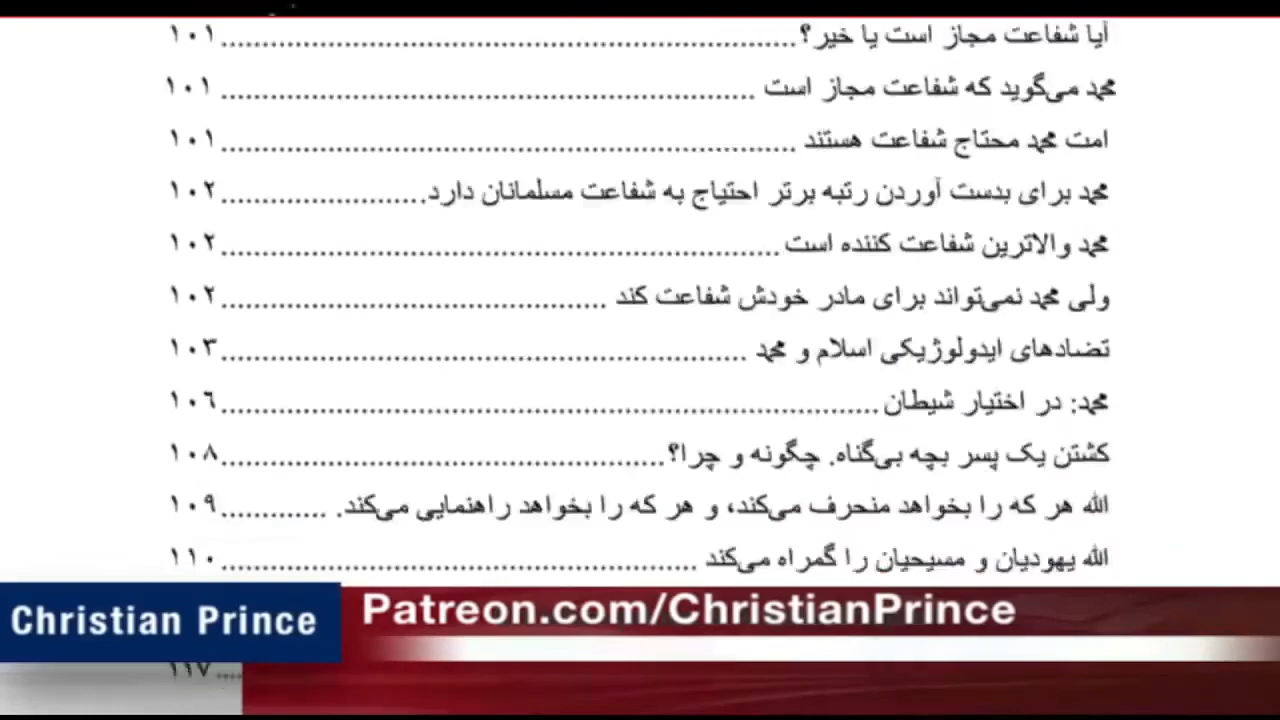 آیا شفاعت مجاز است یا خیر؟ ........................................................ ۱۰۱
محمد می‌گوید که شفاعت مجاز است ........................................................ ۱۰۱
امت محمد محتاج شفاعت هستند ........................................................ ۱۰۱
محمد برای بدست آوردن رتبه برتر احتیاج به شفاعت مسلمانان دارد ..................... ۱۰۲
محمد والاترین شفاعت کننده است ........................................................ ۱۰۲
ولی محمد نمی‌تواند برای مادر خودش شفاعت کند ........................................ ۱۰۲
تضادهای ایدولوژیکی اسلام و محمد ........................................................ ۱۰۳
محمد: در اختیار شیطان ........................................................ ۱۰٦
کشتن یک پسر بچه بی‌گناه. چگونه و چرا؟ ............................................ ۱۰۸
الله هر که را بخواهد منحرف می‌کند، و هر که را بخواهد راهنمایی می‌کند. ............. ۱۰۹
الله یهودیان و مسیحیان را گمراه می‌کند ................................................ ۱۱۰
Christian Prince
Patreon.com/ChristianPrince
..... ۱۱۷